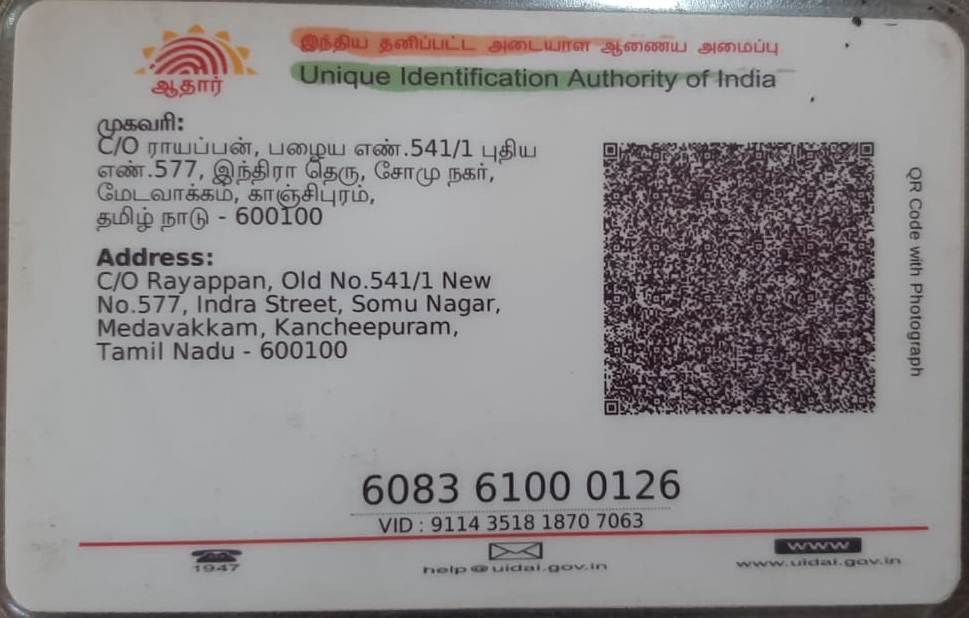 ஆதார்
இந்திய தனிப்பட்ட அடையாள ஆணைய அமைப்பு
Unique Identification Authority of India
முகவரி:
C/O ராயப்பன், பழைய எண்.541/1 புதிய
எண்.577, இந்திரா தெரு, சோமு நகர்,
மேடவாக்கம், காஞ்சிபுரம்,
தமிழ் நாடு - 600100
Address:
C/O Rayappan, Old No.541/1 New
No.577, Indra Street, Somu Nagar,
Medavakkam, Kancheepuram,
Tamil Nadu - 600100
QR Code with Photograph
6083 6100 0126
VID : 9114 3518 1870 7063
1947
help@uidai.gov.in
www
www.uidai.gov.in